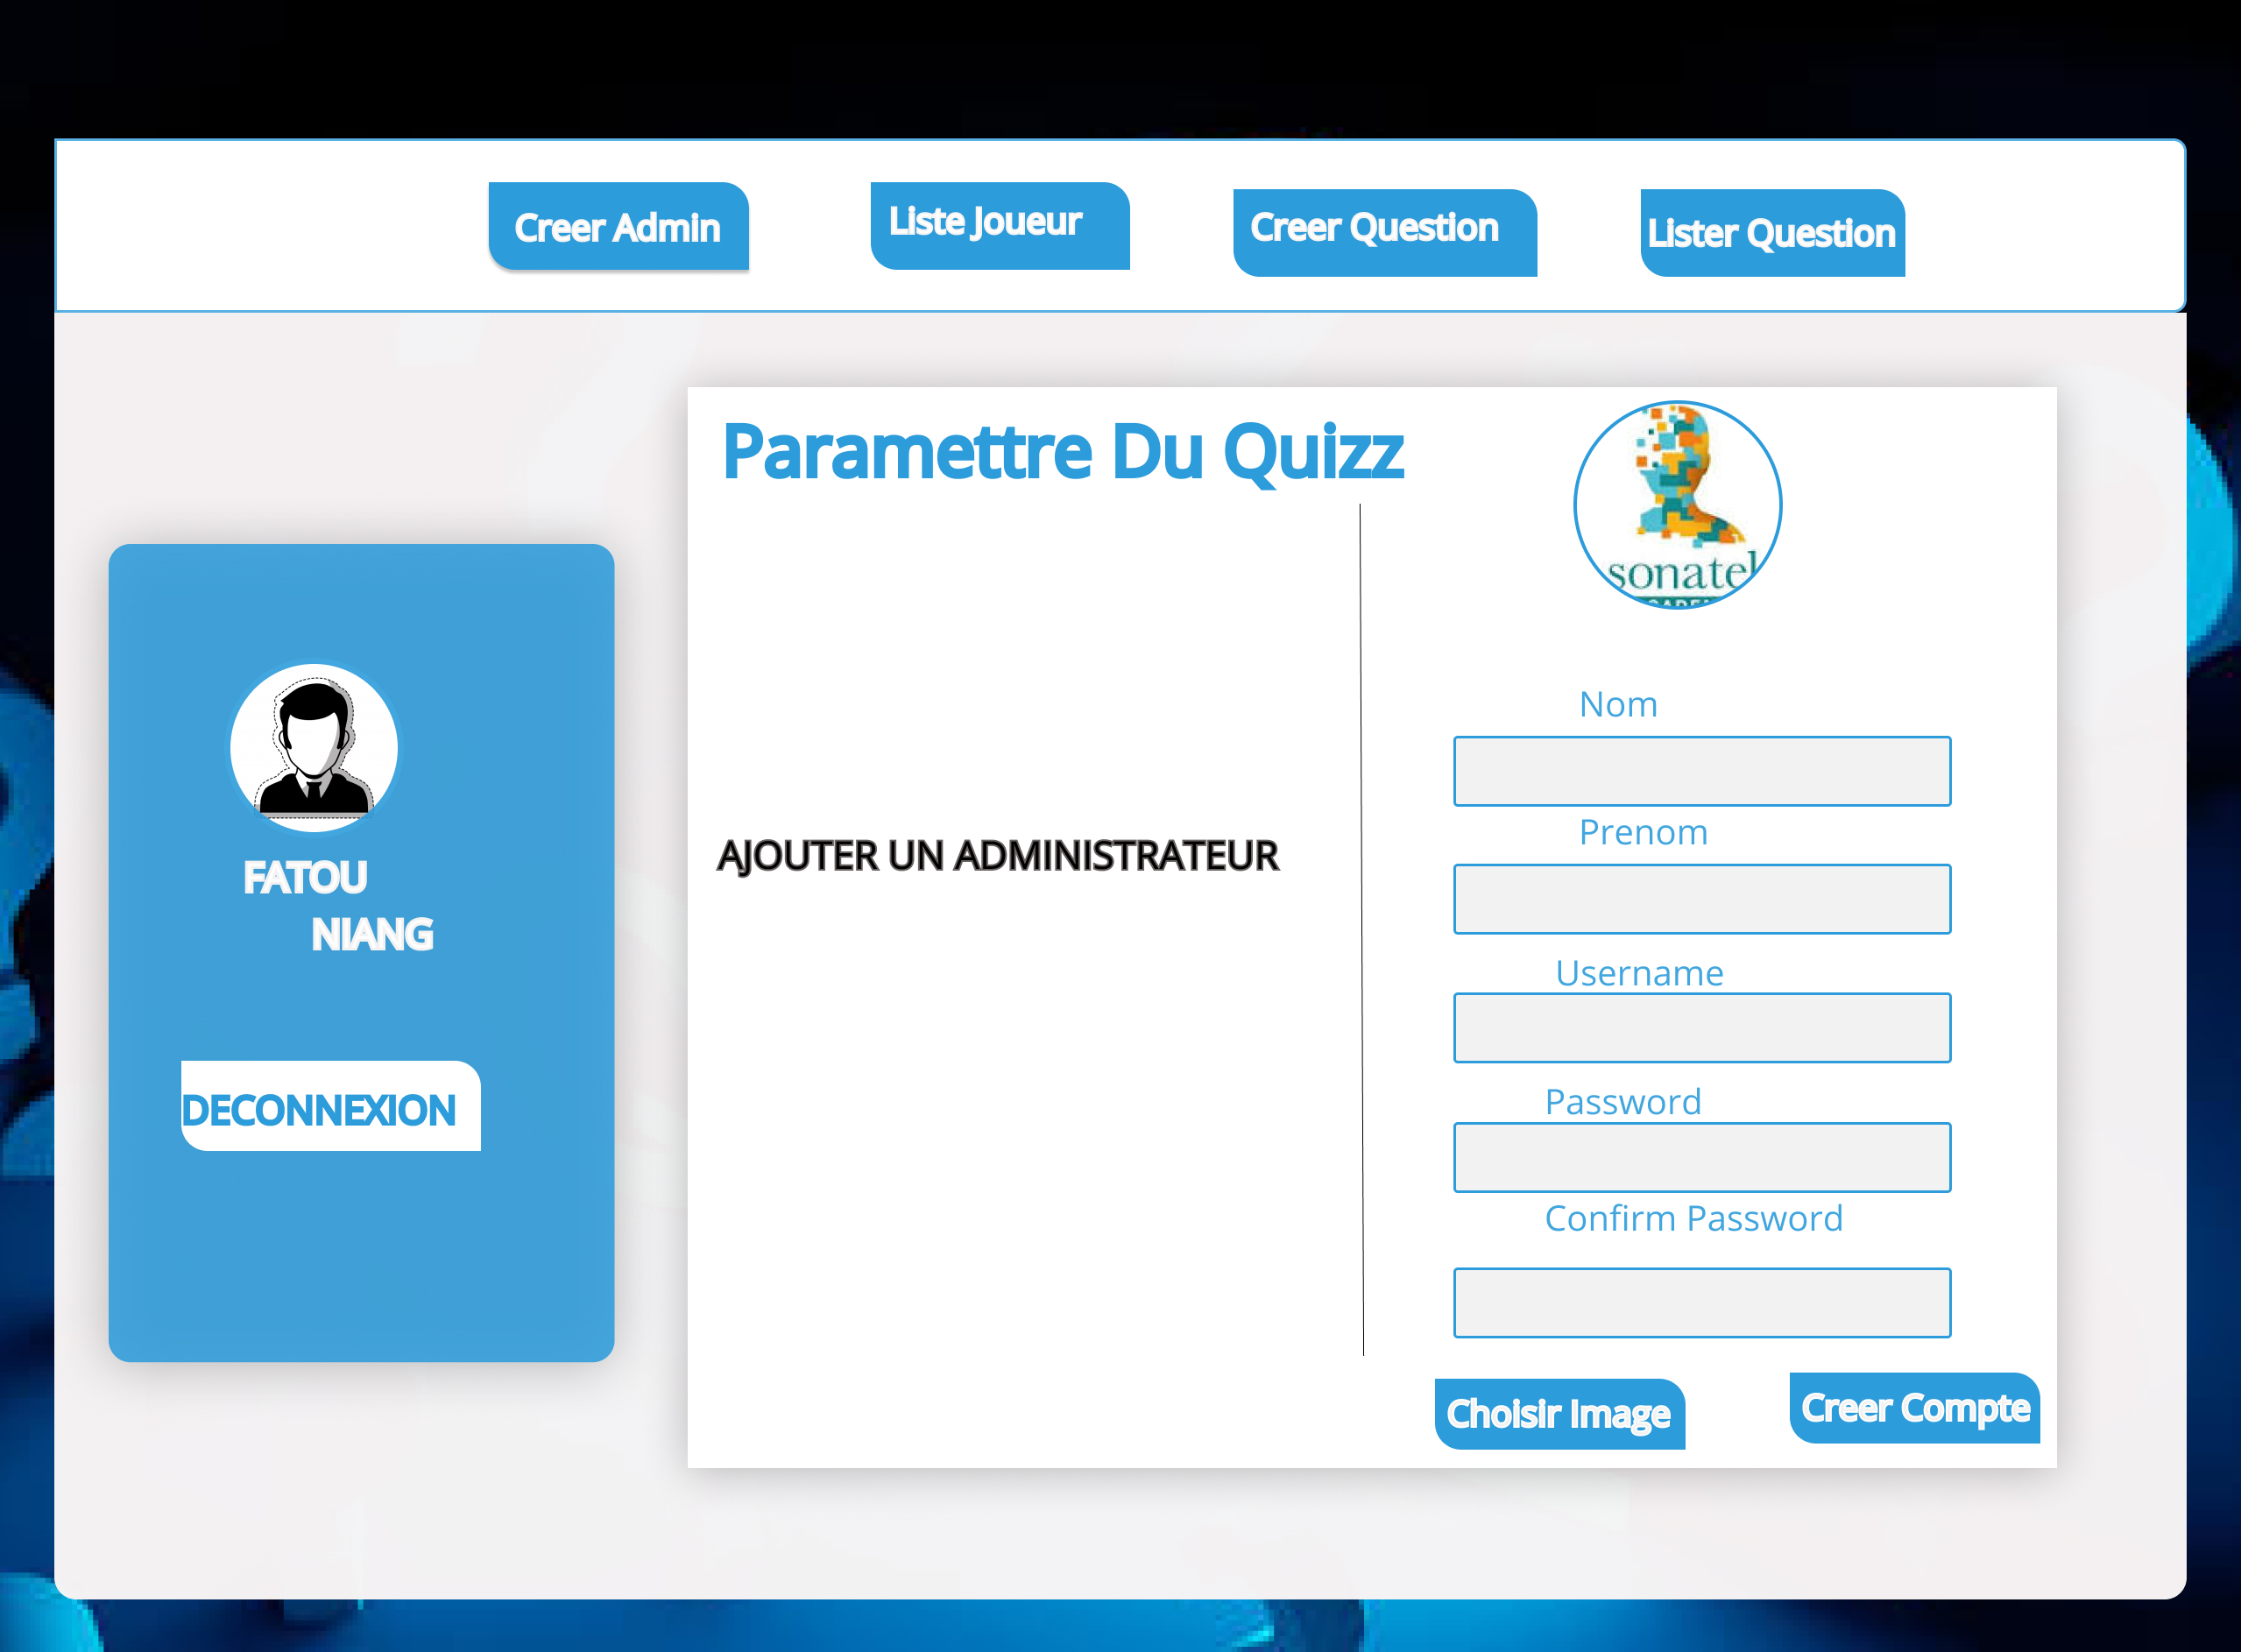 Creer Admin
Liste Joueur
Creer Question
Lister Question
Paramettre Du Quizz
sonatel
FATOU
NIANG
DECONNEXION
AJOUTER UN ADMINISTRATEUR
Nom
Prenom
Username
Password
Confirm Password
Choisir Image
Creer Compte